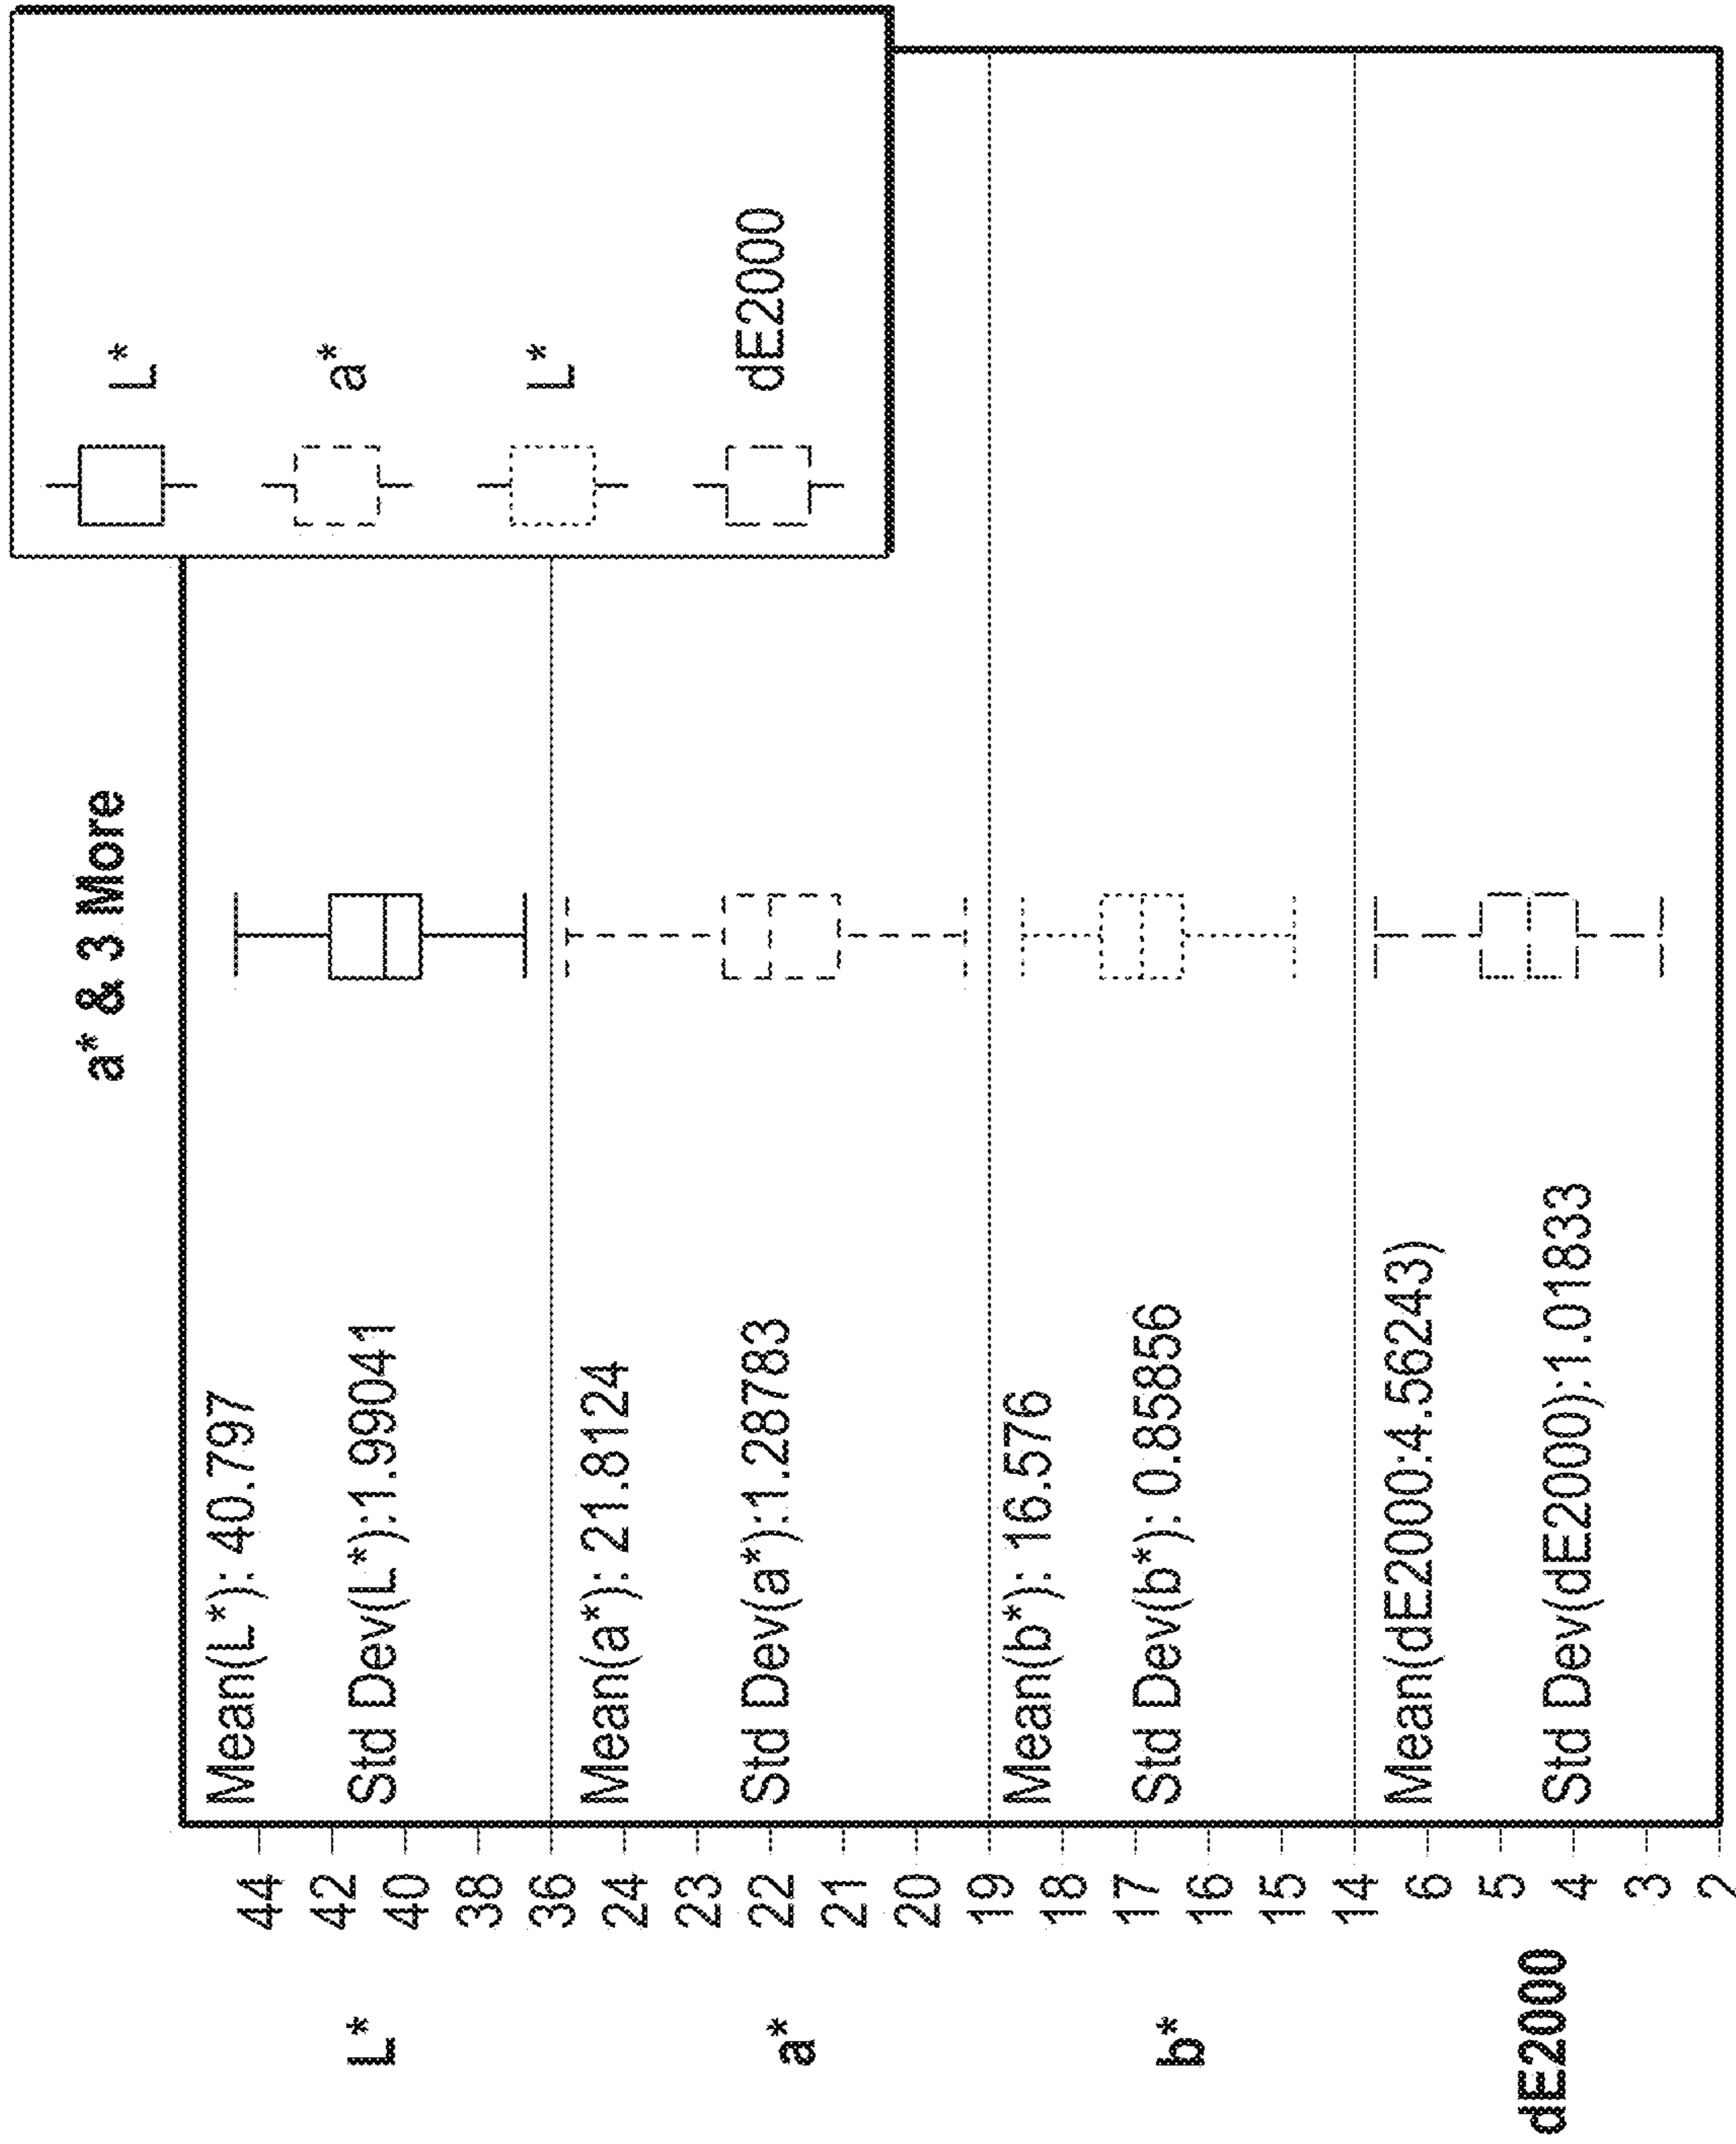 a* & 3 More
L*
a*
L*
dE2000
L*
44
42
40
38
36
Mean(L*): 40.797
Std Dev(L*):1.99041
a*
24
23
22
21
20
Mean(a*): 21.8124
Std Dev(a*):1.28783
b*
19
18
17
16
15
14
Mean(b*): 16.576
Std Dev(b*): 0.85856
dE2000
6
5
4
3
2
Mean(dE2000:4.56243)
Std Dev(dE2000):1.01833